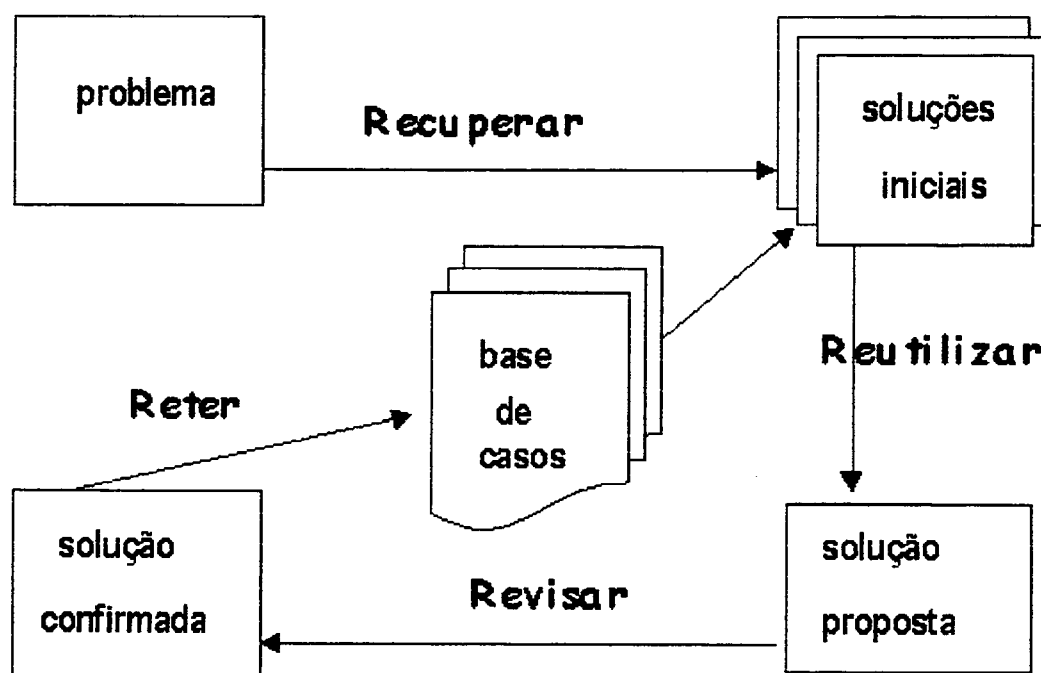 problema
Recuperar
soluções
iniciais
base
de
casos
Reutilizar
Reter
solução
confirmada
Revisar
solução
proposta